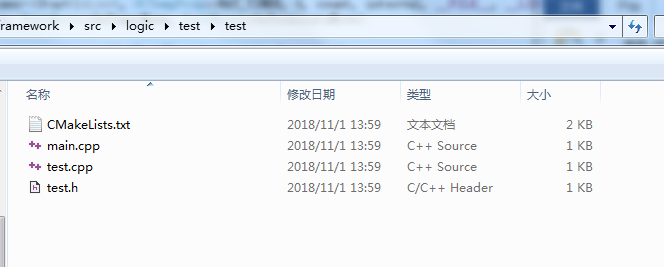 framework ▸ src ▸ logic ▸ test ▸ test
名称 修改日期 类型 大小
CMakeLists.txt 2018/11/1 13:59 文本文档 2 KB
main.cpp 2018/11/1 13:59 C++ Source 1 KB
test.cpp 2018/11/1 13:59 C++ Source 1 KB
test.h 2018/11/1 13:59 C/C++ Header 1 KB